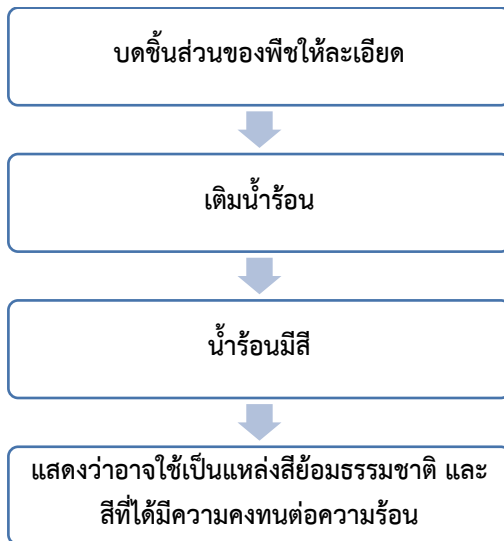 บดชิ้นส่วนของพืชให้ละเอียด
เติมน้ำร้อน
น้ำร้อนมีสี
แสดงว่าอาจใช้เป็นแหล่งสีย้อมธรรมชาติ และ
สีที่ได้มีความคงทนต่อความร้อน